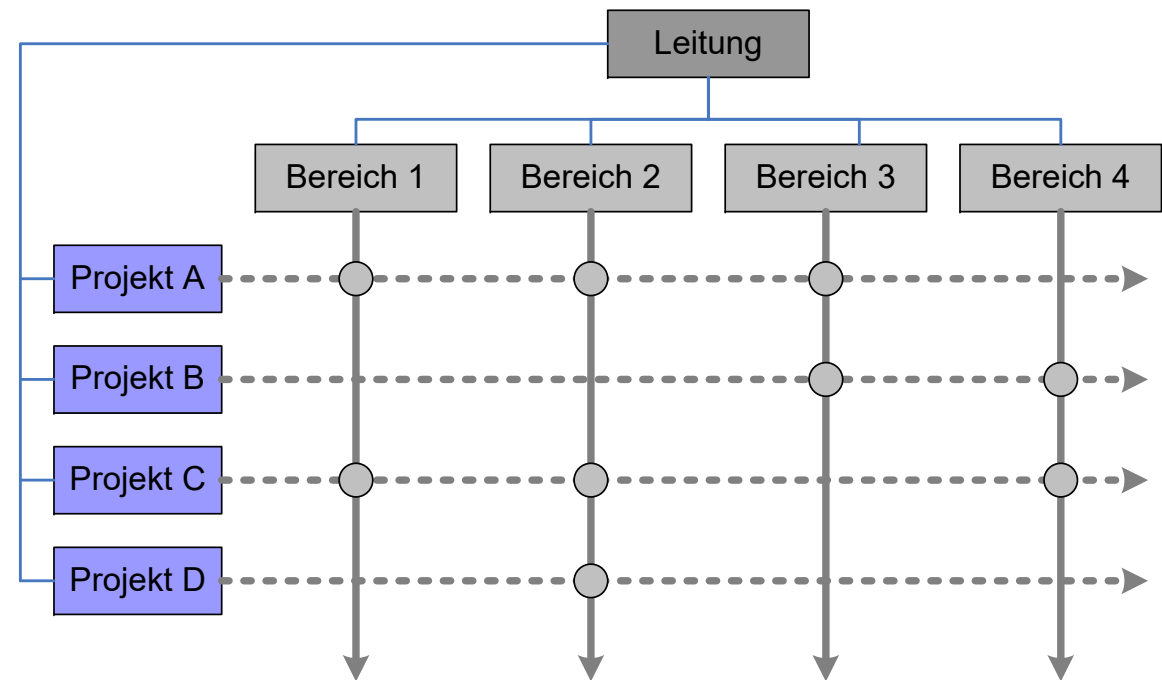 Leitung
Bereich 1
Bereich 2
Bereich 3
Bereich 4
Projekt A
Projekt B
Projekt C
Projekt D